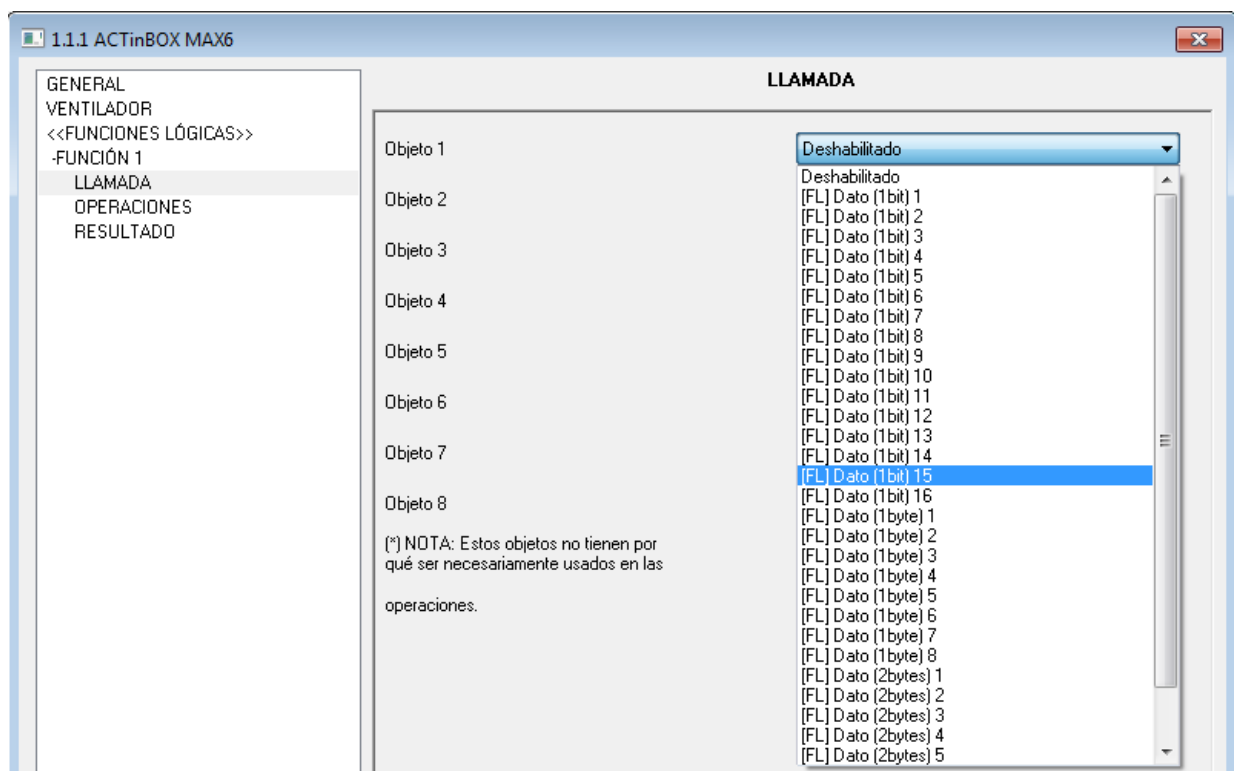 1.1.1 ACTinBOX MAX6
GENERAL
VENTILADOR
<<FUNCIONES LÓGICAS>>
-FUNCIÓN 1
LLAMADA
OPERACIONES
RESULTADO
LLAMADA
Objeto 1
Deshabilitado
Objeto 2
Objeto 3
Objeto 4
Objeto 5
Objeto 6
Objeto 7
Objeto 8
(*) NOTA: Estos objetos no tienen por
qué ser necesariamente usados en las
operaciones.
Deshabilitado
[FL] Dato (1bit) 1
[FL] Dato (1bit) 2
[FL] Dato (1bit) 3
[FL] Dato (1bit) 4
[FL] Dato (1bit) 5
[FL] Dato (1bit) 6
[FL] Dato (1bit) 7
[FL] Dato (1bit) 8
[FL] Dato (1bit) 9
[FL] Dato (1bit) 10
[FL] Dato (1bit) 11
[FL] Dato (1bit) 12
[FL] Dato (1bit) 13
[FL] Dato (1bit) 14
[FL] Dato (1bit) 15
[FL] Dato (1bit) 16
[FL] Dato (1byte) 1
[FL] Dato (1byte) 2
[FL] Dato (1byte) 3
[FL] Dato (1byte) 4
[FL] Dato (1byte) 5
[FL] Dato (1byte) 6
[FL] Dato (1byte) 7
[FL] Dato (1byte) 8
[FL] Dato (2bytes) 1
[FL] Dato (2bytes) 2
[FL] Dato (2bytes) 3
[FL] Dato (2bytes) 4
[FL] Dato (2bytes) 5